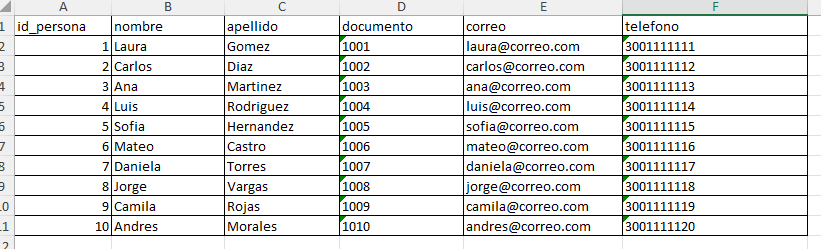 A B C D E F
1 id_persona nombre apellido documento correo telefono
2 1 Laura Gomez 1001 laura@correo.com 3001111111
3 2 Carlos Diaz 1002 carlos@correo.com 3001111112
4 3 Ana Martinez 1003 ana@correo.com 3001111113
5 4 Luis Rodriguez 1004 luis@correo.com 3001111114
6 5 Sofia Hernandez 1005 sofia@correo.com 3001111115
7 6 Mateo Castro 1006 mateo@correo.com 3001111116
8 7 Daniela Torres 1007 daniela@correo.com 3001111117
9 8 Jorge Vargas 1008 jorge@correo.com 3001111118
10 9 Camila Rojas 1009 camila@correo.com 3001111119
11 10 Andres Morales 1010 andres@correo.com 3001111120
12